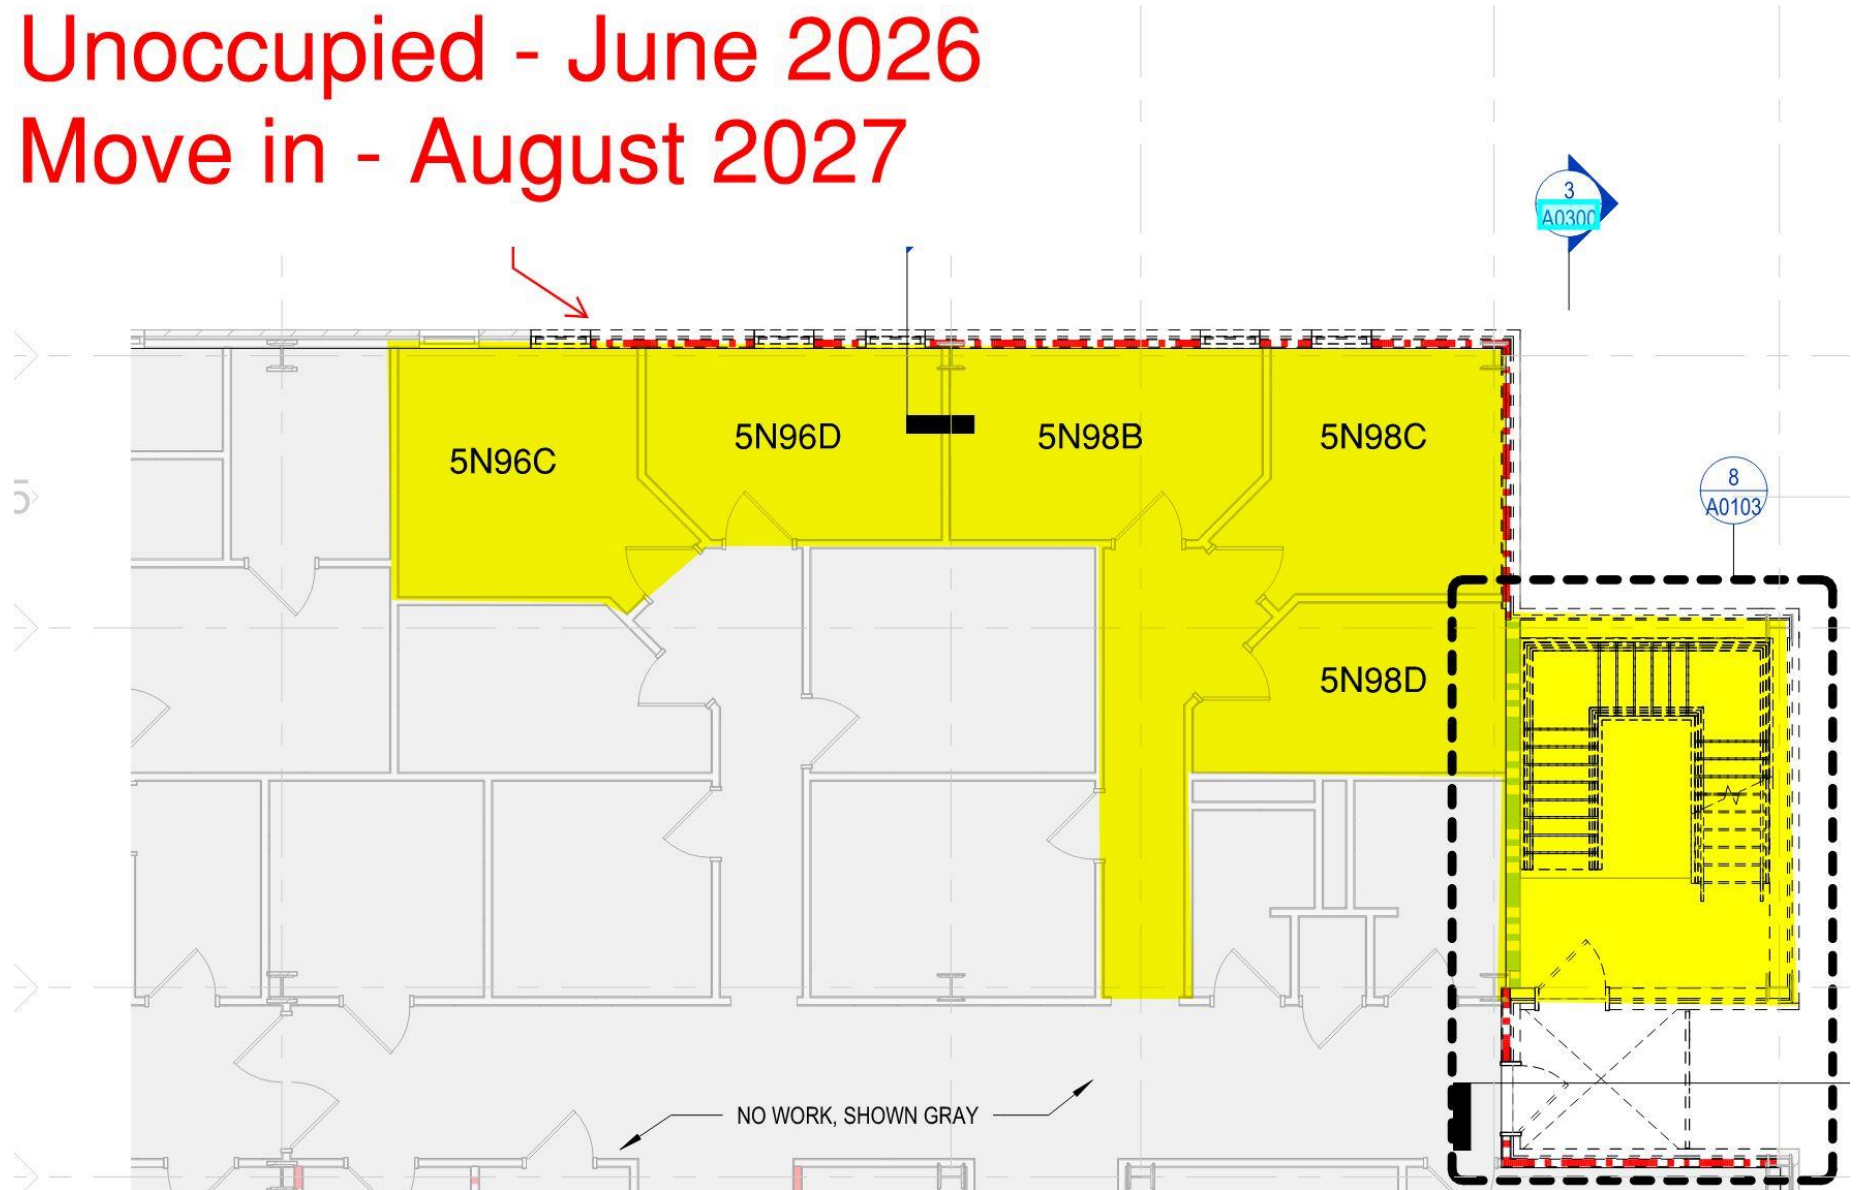 Unoccupied - June 2026
Move in - August 2027
3
A0300
5N96C
5N96D
5N98B
5N98C
8
A0103
5
5N98D
NO WORK, SHOWN GRAY